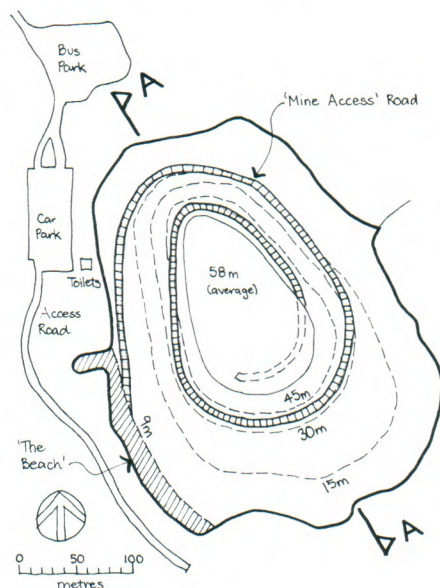 Bus
Park
A
'Mine Access' Road
Car
Park
Toilets
58m
(average)
Access
Road
45m
30m
9m
15m
'The
Beach'
A
0 50 100
metres